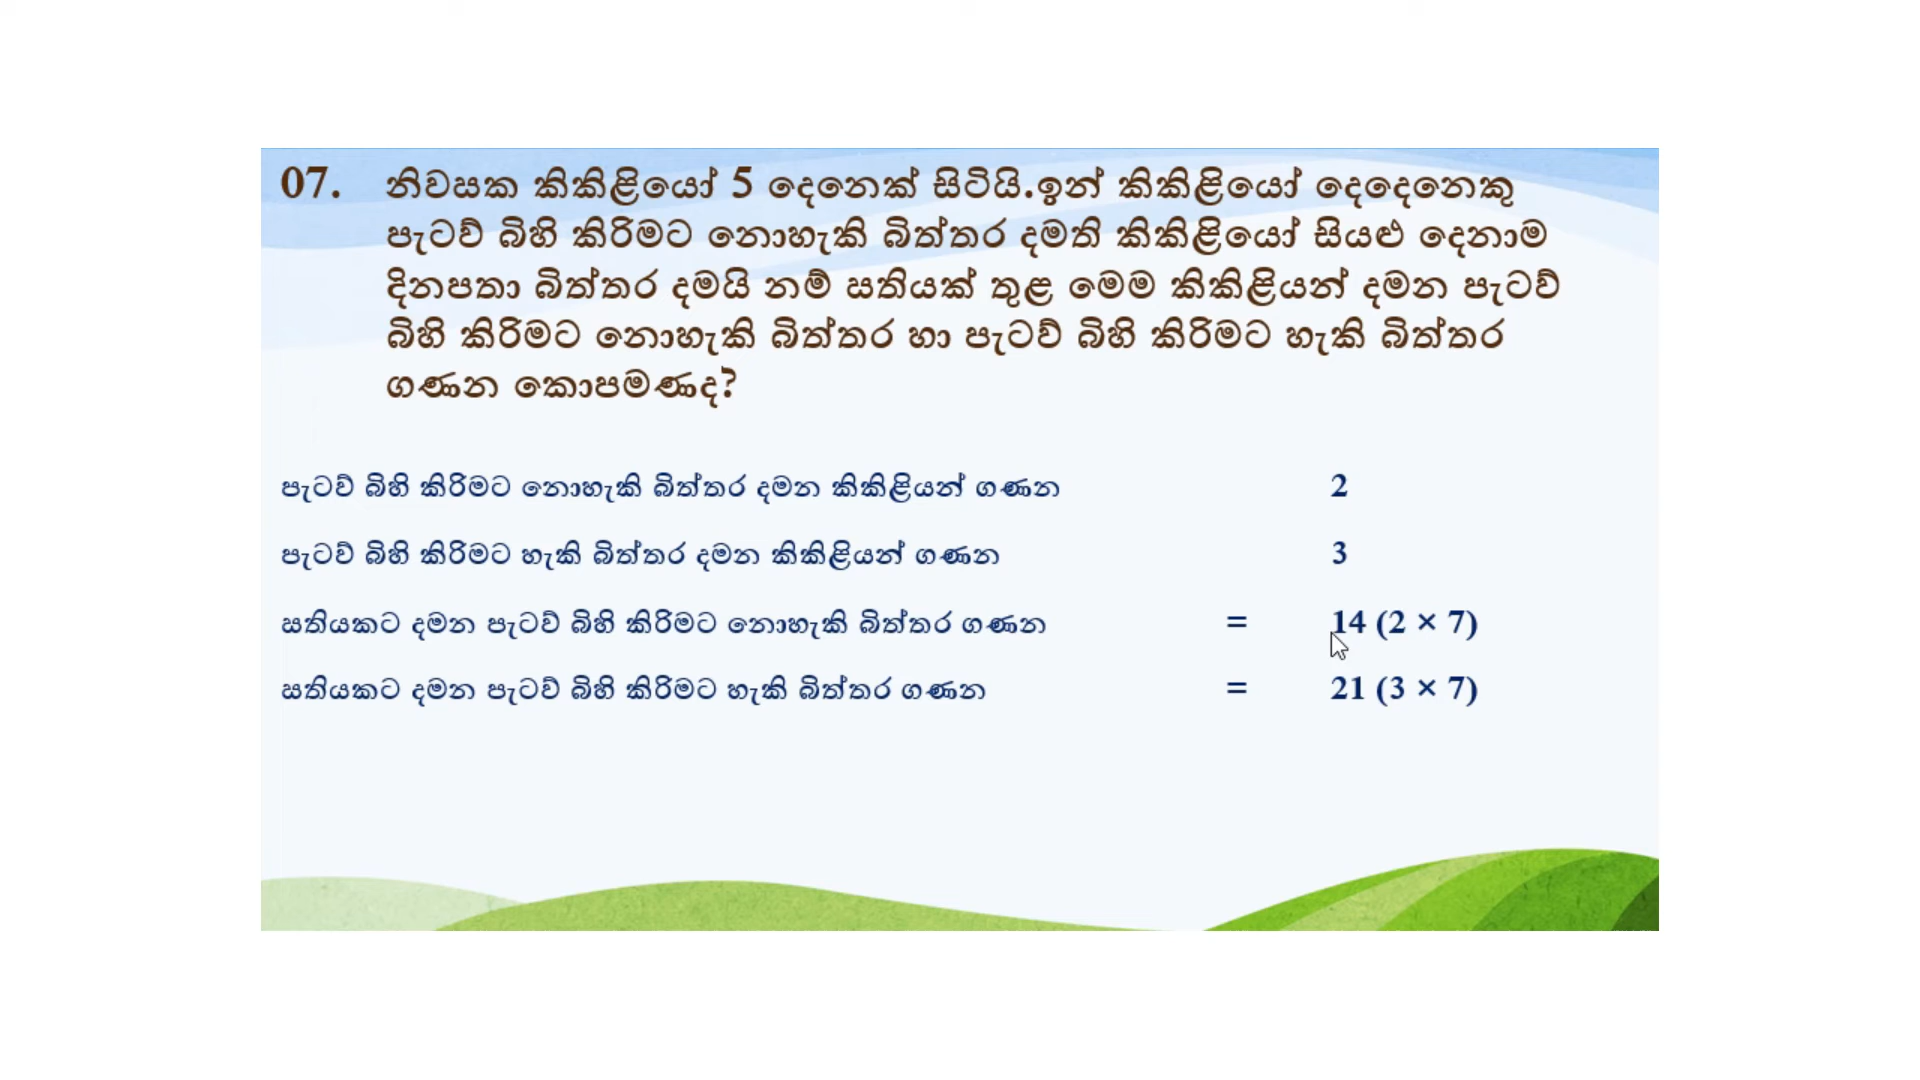 07. නිවසක කිකිළියෝ 5 දෙනෙක් සිටියි.ඉන් කිකිළියෝ දෙදෙනෙකු
පැටව් බිහි කිරිමට නොහැකි බිත්තර දමති කිකිළියෝ සියළු දෙනාම
දිනපතා බිත්තර දමයි නම් සතියක් තුළ මෙම කිකිළියන් දමන පැටව්
බිහි කිරිමට නොහැකි බිත්තර හා පැටව් බිහි කිරිමට හැකි බිත්තර
ගණන කොපමණද?
පැටව් බිහි කිරිමට නොහැකි බිත්තර දමන කිකිළියන් ගණන 2
පැටව් බිහි කිරිමට හැකි බිත්තර දමන කිකිළියන් ගණන 3
සතියකට දමන පැටව් බිහි කිරිමට නොහැකි බිත්තර ගණන = 14 (2 × 7)
සතියකට දමන පැටව් බිහි කිරිමට හැකි බිත්තර ගණන = 21 (3 × 7)